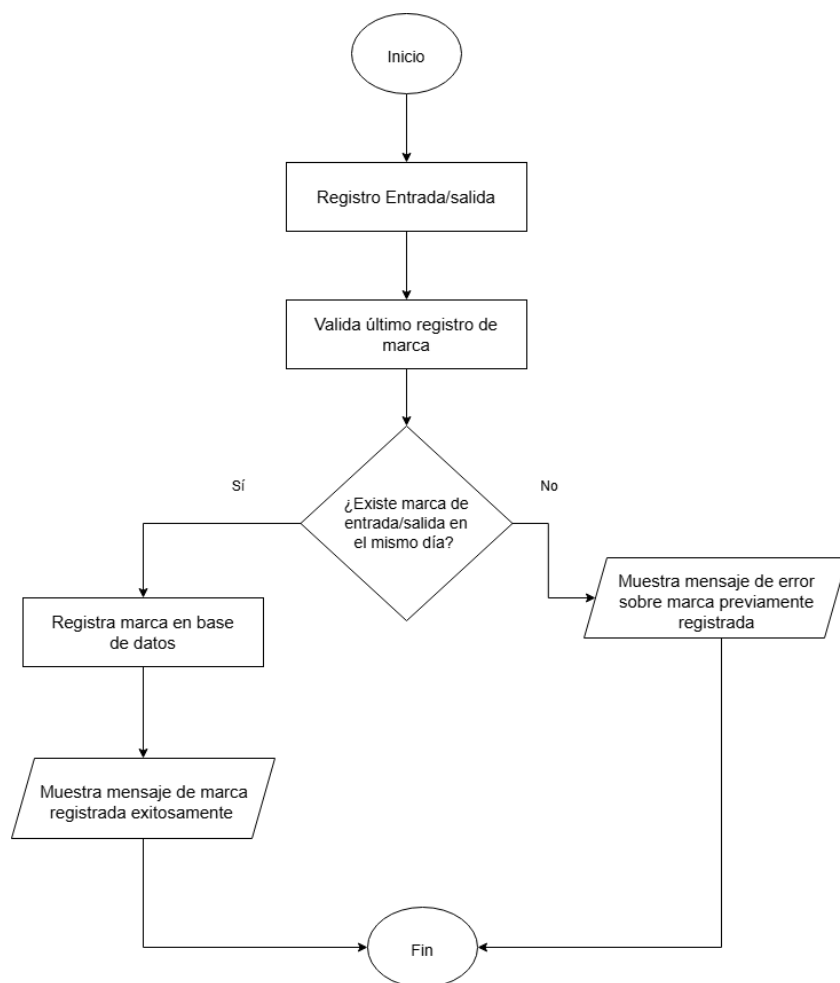 Inicio
Registro Entrada/salida
Valida último registro de
marca
Sí
No
¿Existe marca de
entrada/salida en
el mismo día?
Muestra mensaje de error
sobre marca previamente
registrada
Registra marca en base
de datos
Muestra mensaje de marca
registrada exitosamente
Fin